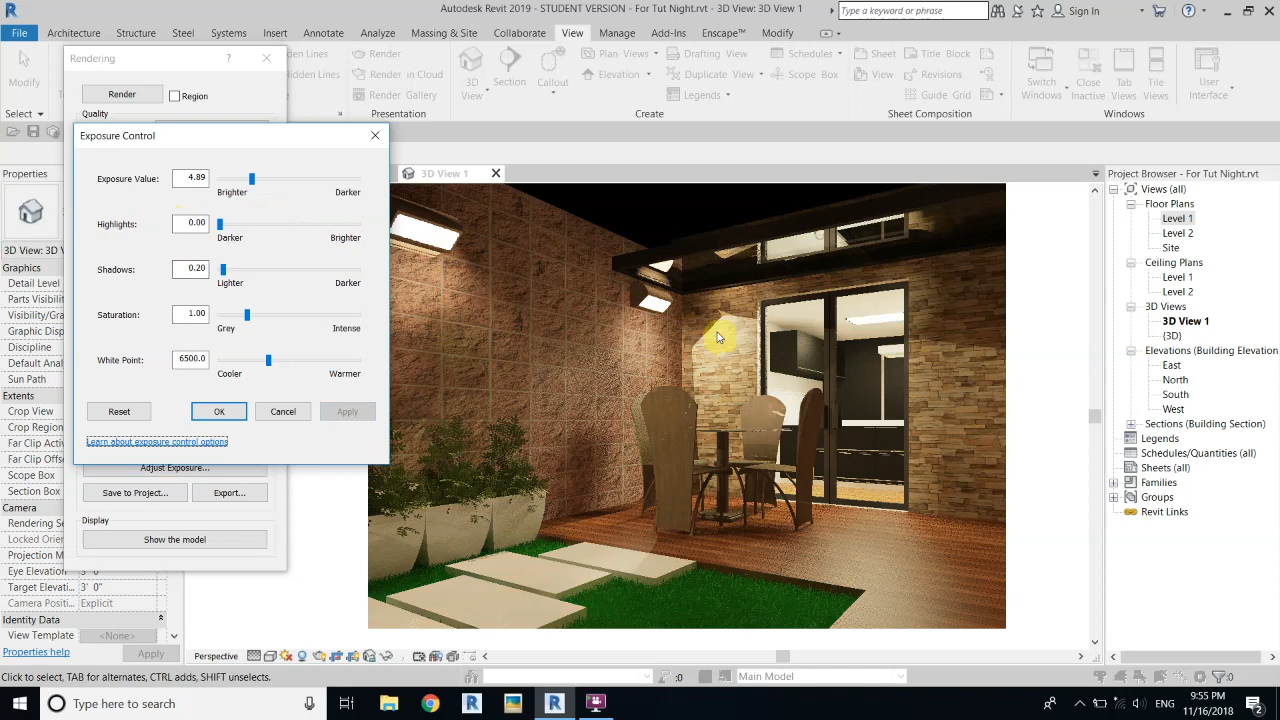 Autodesk Revit 2019 - STUDENT VERSION - For Tut Night.rvt: 3D View: 3D View 1
Type a keyword or phrase
Sign In
File
Architecture
Structure
Steel
Systems
Insert
Annotate
Analyze
Massing & Site
Collaborate
View
Manage
Add-Ins
Enscape™
Modify
Modify
Select
Rendering
?
Render
Region
Quality
dden Lines
Hidden Lines
Render
Render in Cloud
Render Gallery
Presentation
3D
View
Section
Callout
Plan Views
Elevation
Drafting View
Duplicate View
Legends
Schedules
Scope Box
Create
Sheet
View
Title Block
Revisions
Guide Grid
Sheet Composition
Switch
Windows
Close
Inactive
Tab
Views
Tile
Views
Windows
User
Interface
Exposure Control
Exposure Value:
4.89
Brighter
Darker
Highlights:
0.00
Darker
Brighter
Shadows:
0.20
Lighter
Darker
Saturation:
1.00
Grey
Intense
White Point:
6500.0
Cooler
Warmer
Reset
OK
Cancel
Apply
Learn about exposure control options
Adjust Exposure...
Save to Project...
Export...
Display
Show the model
Properties
3D View: 3D V
Graphics
Detail Level
Parts Visibility
Visibility/Grap
Graphic Displ
Discipline
Default Anal
Sun Path
Extents
Crop View
Crop Region
Far Clip Activ
Far Clip Offs
Scope Box
Section Box
Camera
Rendering Se
Locked Orien
Projection M
Eye Elevation
3' 0"
Target Elevati...
3' 0"
Camera Positi...
Explicit
Identity Data
View Template
<None>
Properties help
Apply
3D View 1
Project Browser - For Tut Night.rvt
Views (all)
Floor Plans
Level 1
Level 2
Site
Ceiling Plans
Level 1
Level 2
3D Views
3D View 1
{3D}
Elevations (Building Elevation
East
North
South
West
Sections (Building Section)
Legends
Schedules/Quantities (all)
Sheets (all)
Families
Groups
Revit Links
Perspective
Click to select, TAB for alternates, CTRL adds, SHIFT unselects.
:0
Main Model
:0
Type here to search
9:55 PM
11/16/2018
2